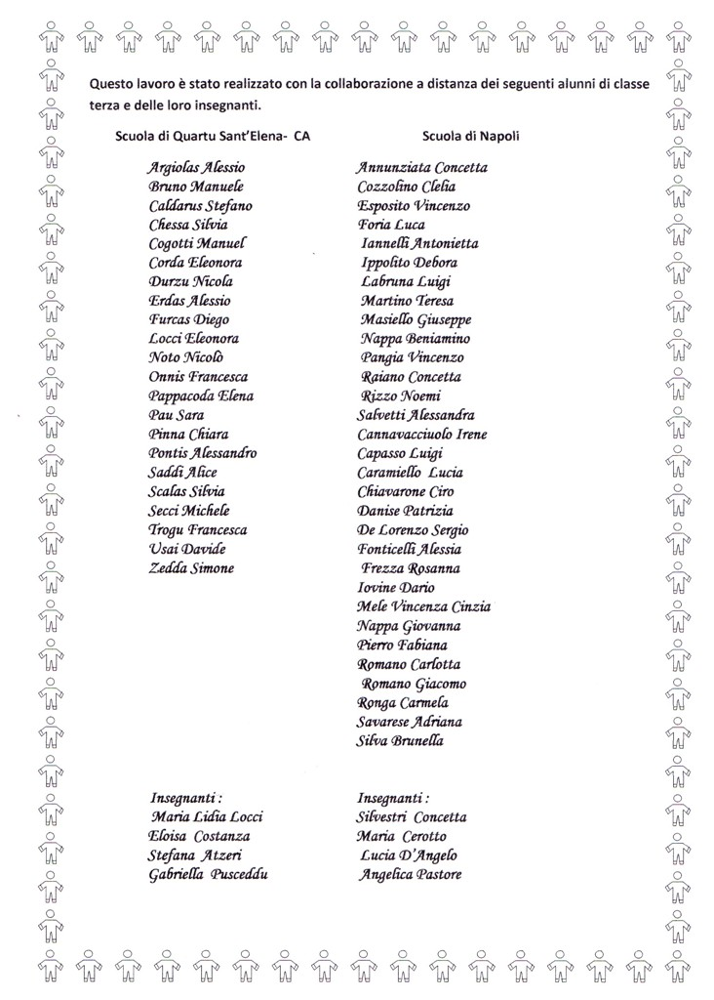 Questo lavoro è stato realizzato con la collaborazione a distanza dei seguenti alunni di classe
terza e delle loro insegnanti.
Scuola di Quartu Sant'Elena- CA
Argiolas Alessio
Bruno Manuele
Caldarus Stefano
Chessa Silvia
Cogotti Manuel
Corda Eleonora
Durzu Nicola
Erdas Alessio
Furcas Diego
Locci Eleonora
Noto Nicolò
Onnis Francesca
Pappacoda Elena
Pau Sara
Pinna Chiara
Pontis Alessandro
Saddi Alice
Scalas Silvia
Secci Michele
Trogu Francesca
Usai Davide
Zedda Simone
Insegnanti :
Maria Lidia Locci
Eloisa Costanza
Stefana Atzeri
Gabriella Pusceddu
Scuola di Napoli
Annunziata Concetta
Cozzolino Clelia
Esposito Vincenzo
Foria Luca
Iannelli Antonietta
Ippolito Debora
Labruna Luigi
Martino Teresa
Masiello Giuseppe
Nappa Beniamino
Pangia Vincenzo
Raiano Concetta
Rizzo Noemi
Salvetti Alessandra
Cannavacciuolo Irene
Capasso Luigi
Caramiello Lucia
Chiavarone Ciro
Danise Patrizia
De Lorenzo Sergio
Fonticelli Alessia
Frezza Rosanna
Iovine Dario
Mele Vincenza Cinzia
Nappa Giovanna
Pierro Fabiana
Romano Carlotta
Romano Giacomo
Ronga Carmela
Savarese Adriana
Silva Brunella
Insegnanti :
Silvestri Concetta
Maria Cerotto
Lucia D'Angelo
Angelica Pastore